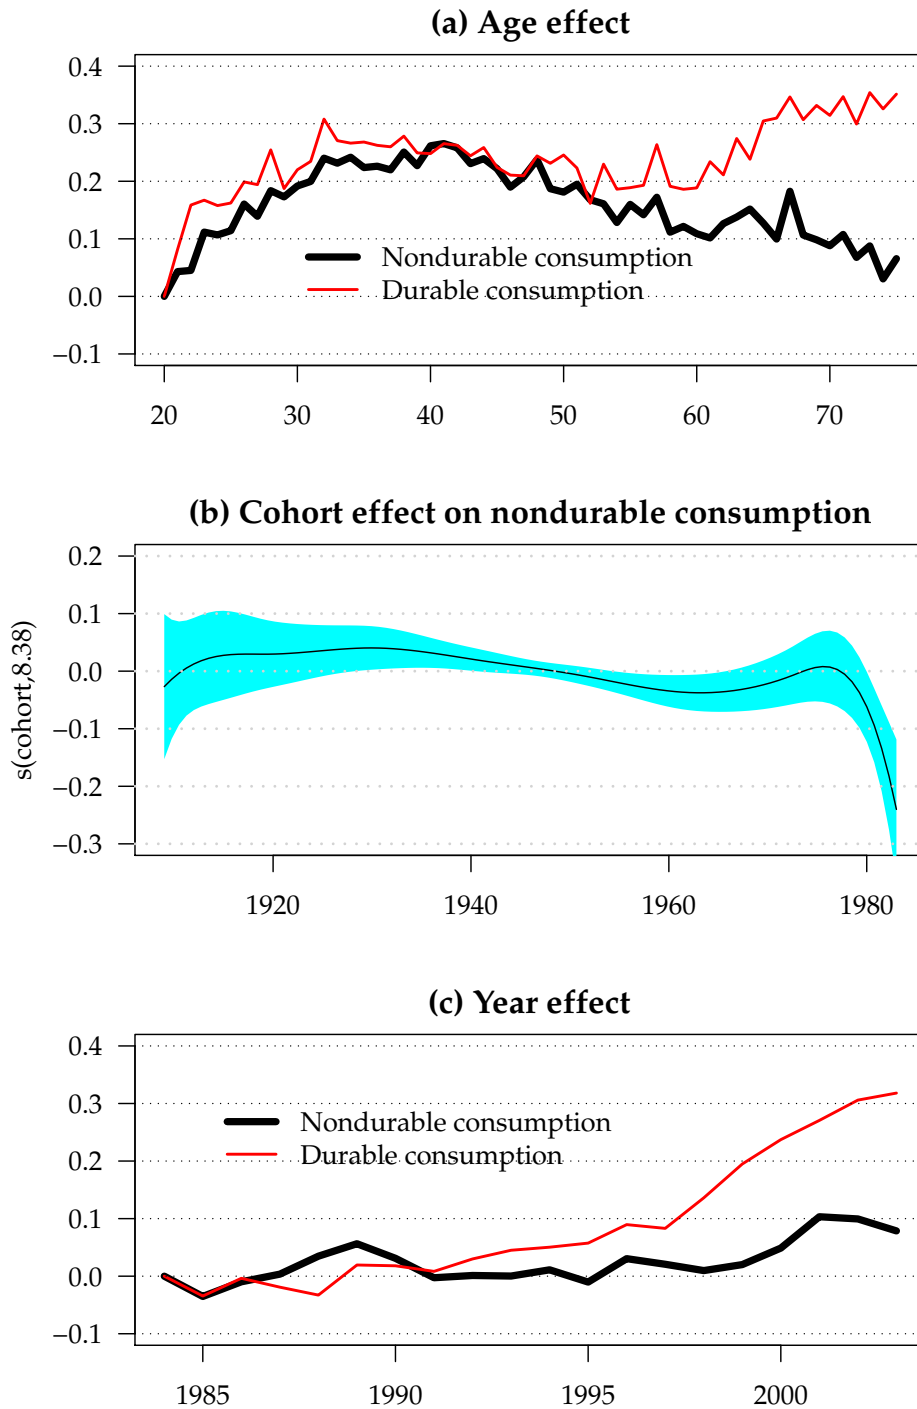 (a) Age effect
0.4
0.3
0.2
0.1
0.0
−0.1
Nondurable consumption
Durable consumption
20 30 40 50 60 70
(b) Cohort effect on nondurable consumption
s(cohort,8.38)
0.2
0.1
0.0
−0.1
−0.2
−0.3
1920 1940 1960 1980
(c) Year effect
0.4
0.3
0.2
0.1
0.0
−0.1
Nondurable consumption
Durable consumption
1985 1990 1995 2000